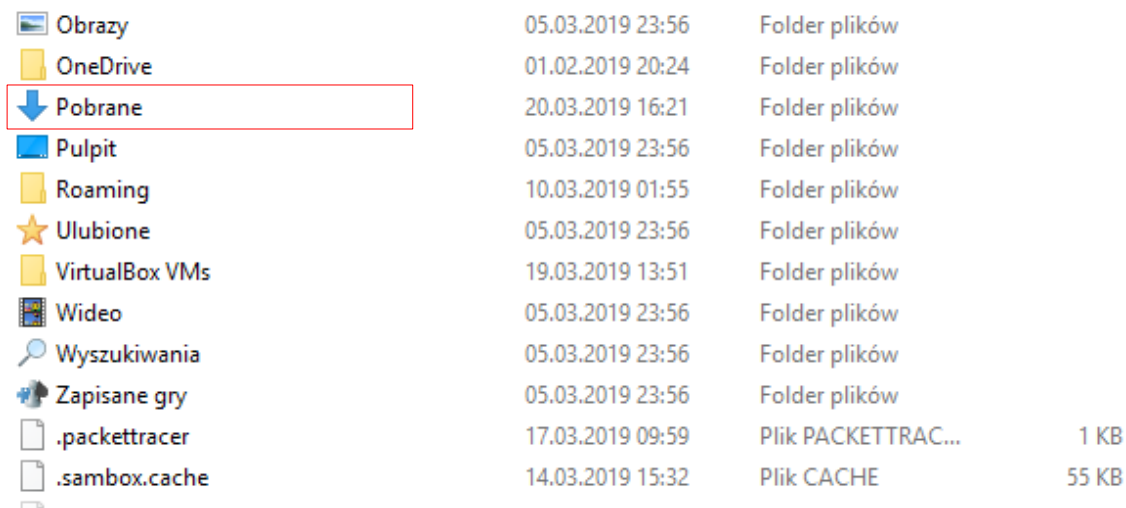 Obrazy 05.03.2019 23:56 Folder plików
OneDrive 01.02.2019 20:24 Folder plików
Pobrane 20.03.2019 16:21 Folder plików
Pulpit 05.03.2019 23:56 Folder plików
Roaming 10.03.2019 01:55 Folder plików
Ulubione 05.03.2019 23:56 Folder plików
VirtualBox VMs 19.03.2019 13:51 Folder plików
Wideo 05.03.2019 23:56 Folder plików
Wyszukiwania 05.03.2019 23:56 Folder plików
Zapisane gry 05.03.2019 23:56 Folder plików
.packettracer 17.03.2019 09:59 Plik PACKETTRAC... 1 KB
.sambox.cache 14.03.2019 15:32 Plik CACHE 55 KB